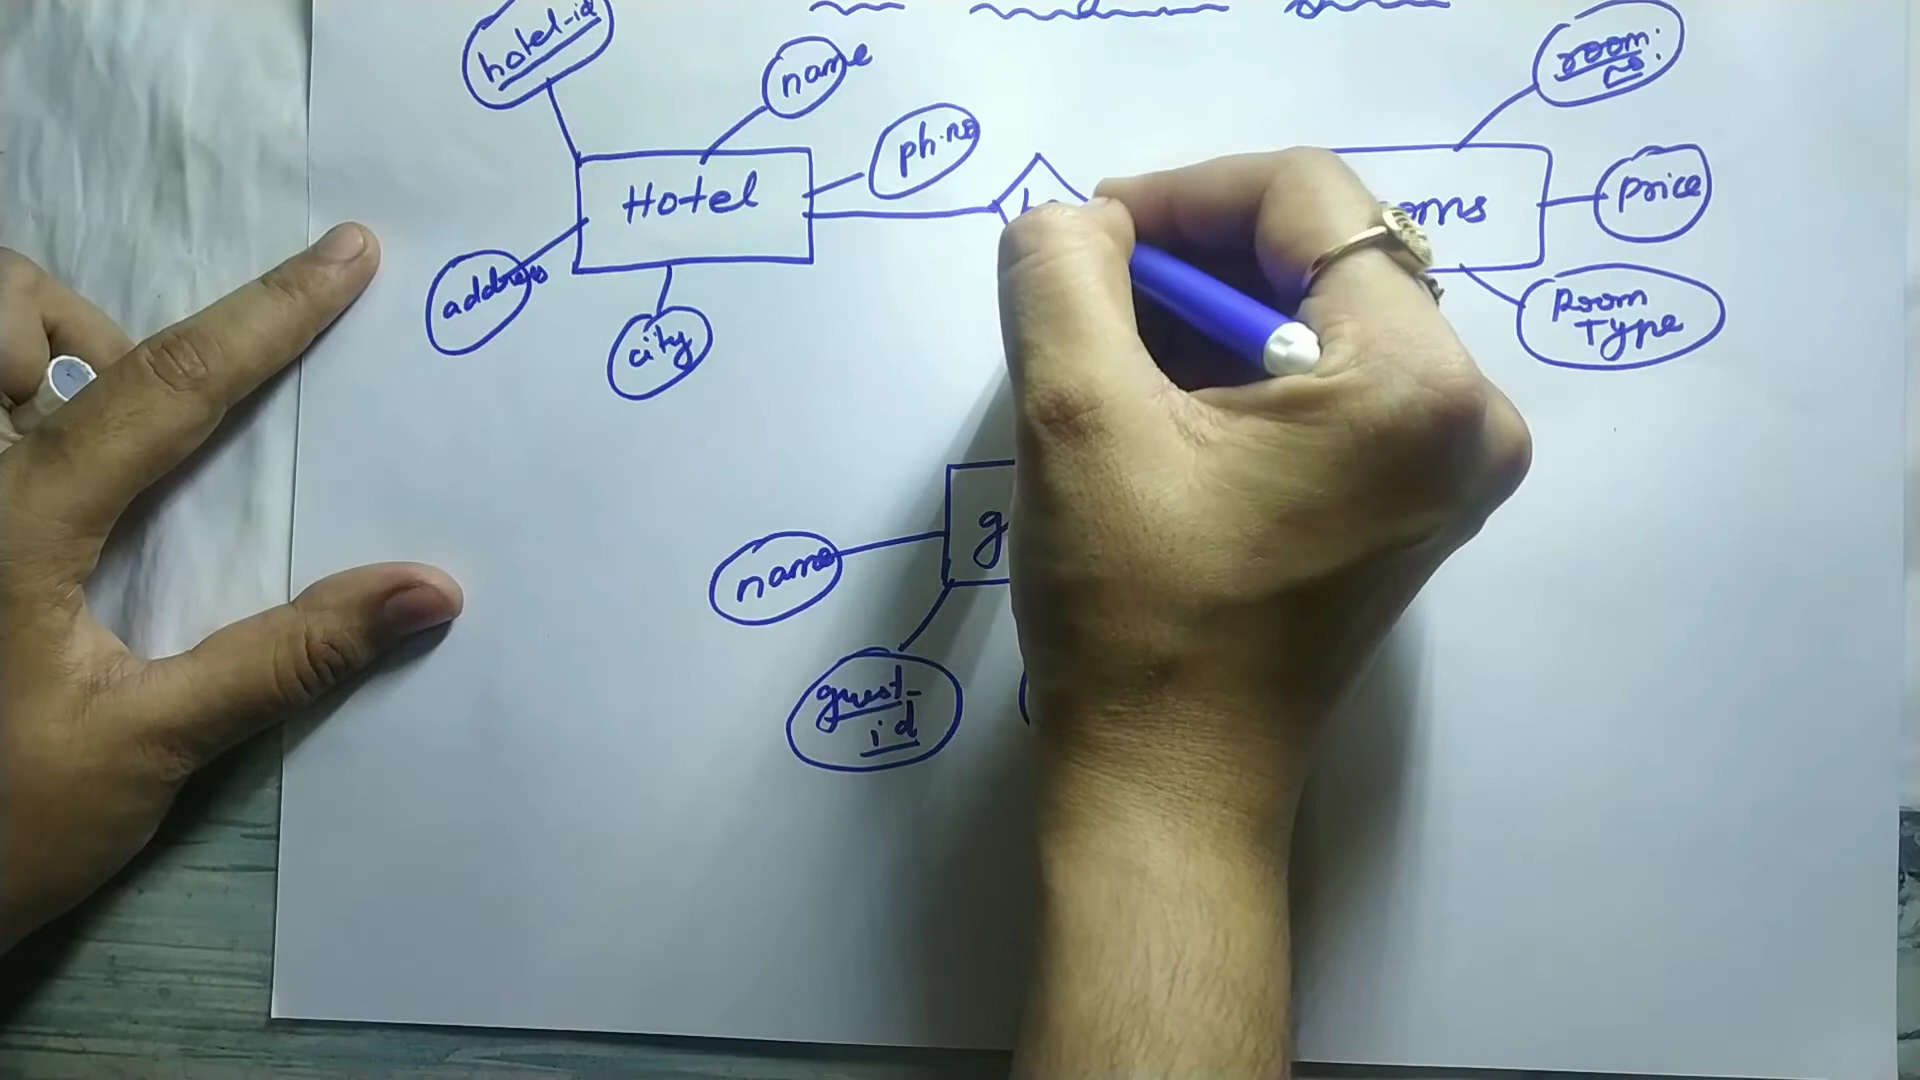 hotel-id
name
room
no.
ph.no
Hotel
price
address
Room
Type
city
name
guest-
id